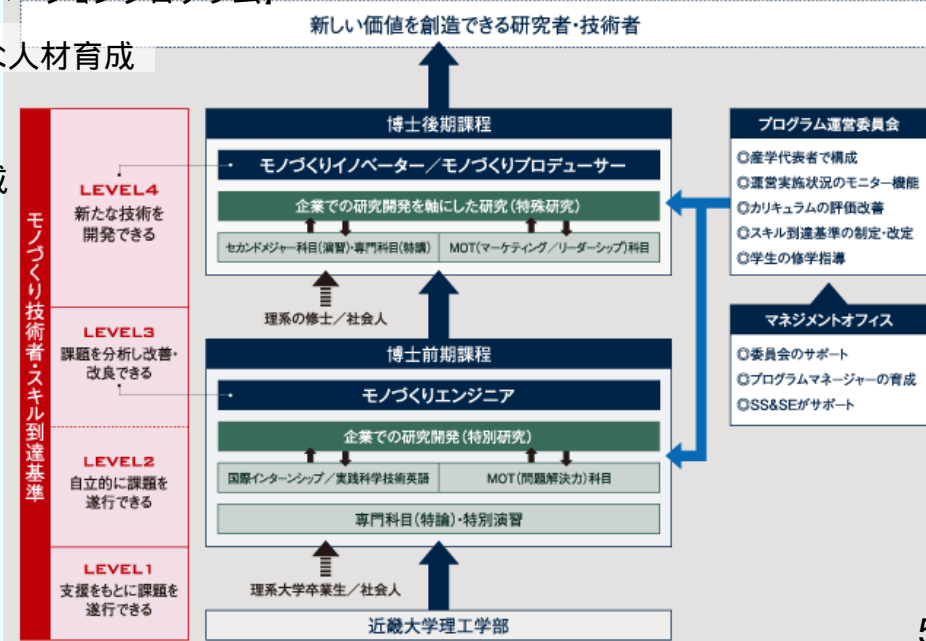 新しい価値を創造できる研究者・技術者
人材育成
モノづくり技術者・スキル到達基準
LEVEL4
新たな技術を
開発できる
LEVEL3
課題を分析し改善・
改良できる
LEVEL2
自立的に課題を
遂行できる
LEVEL1
支援をもとに課題を
遂行できる
博士後期課程
モノづくりイノベーター／モノづくりプロデューサー
企業での研究開発を軸にした研究(特殊研究)
セカンドメジャー科目(演習)・専門科目(特講)
MOT(マーケティング／リーダーシップ)科目
理系の修士／社会人
博士前期課程
モノづくりエンジニア
企業での研究開発(特別研究)
国際インターンシップ／実践科学技術英語
MOT(問題解決力)科目
専門科目(特論)・特別演習
理系大学卒業生／社会人
近畿大学理工学部
プログラム運営委員会
◎産学代表者で構成
◎運営実施状況のモニター機能
◎カリキュラムの評価改善
◎スキル到達基準の制定・改定
◎学生の修学指導
マネジメントオフィス
◎委員会のサポート
◎プログラムマネージャーの育成
◎SS&SEがサポート